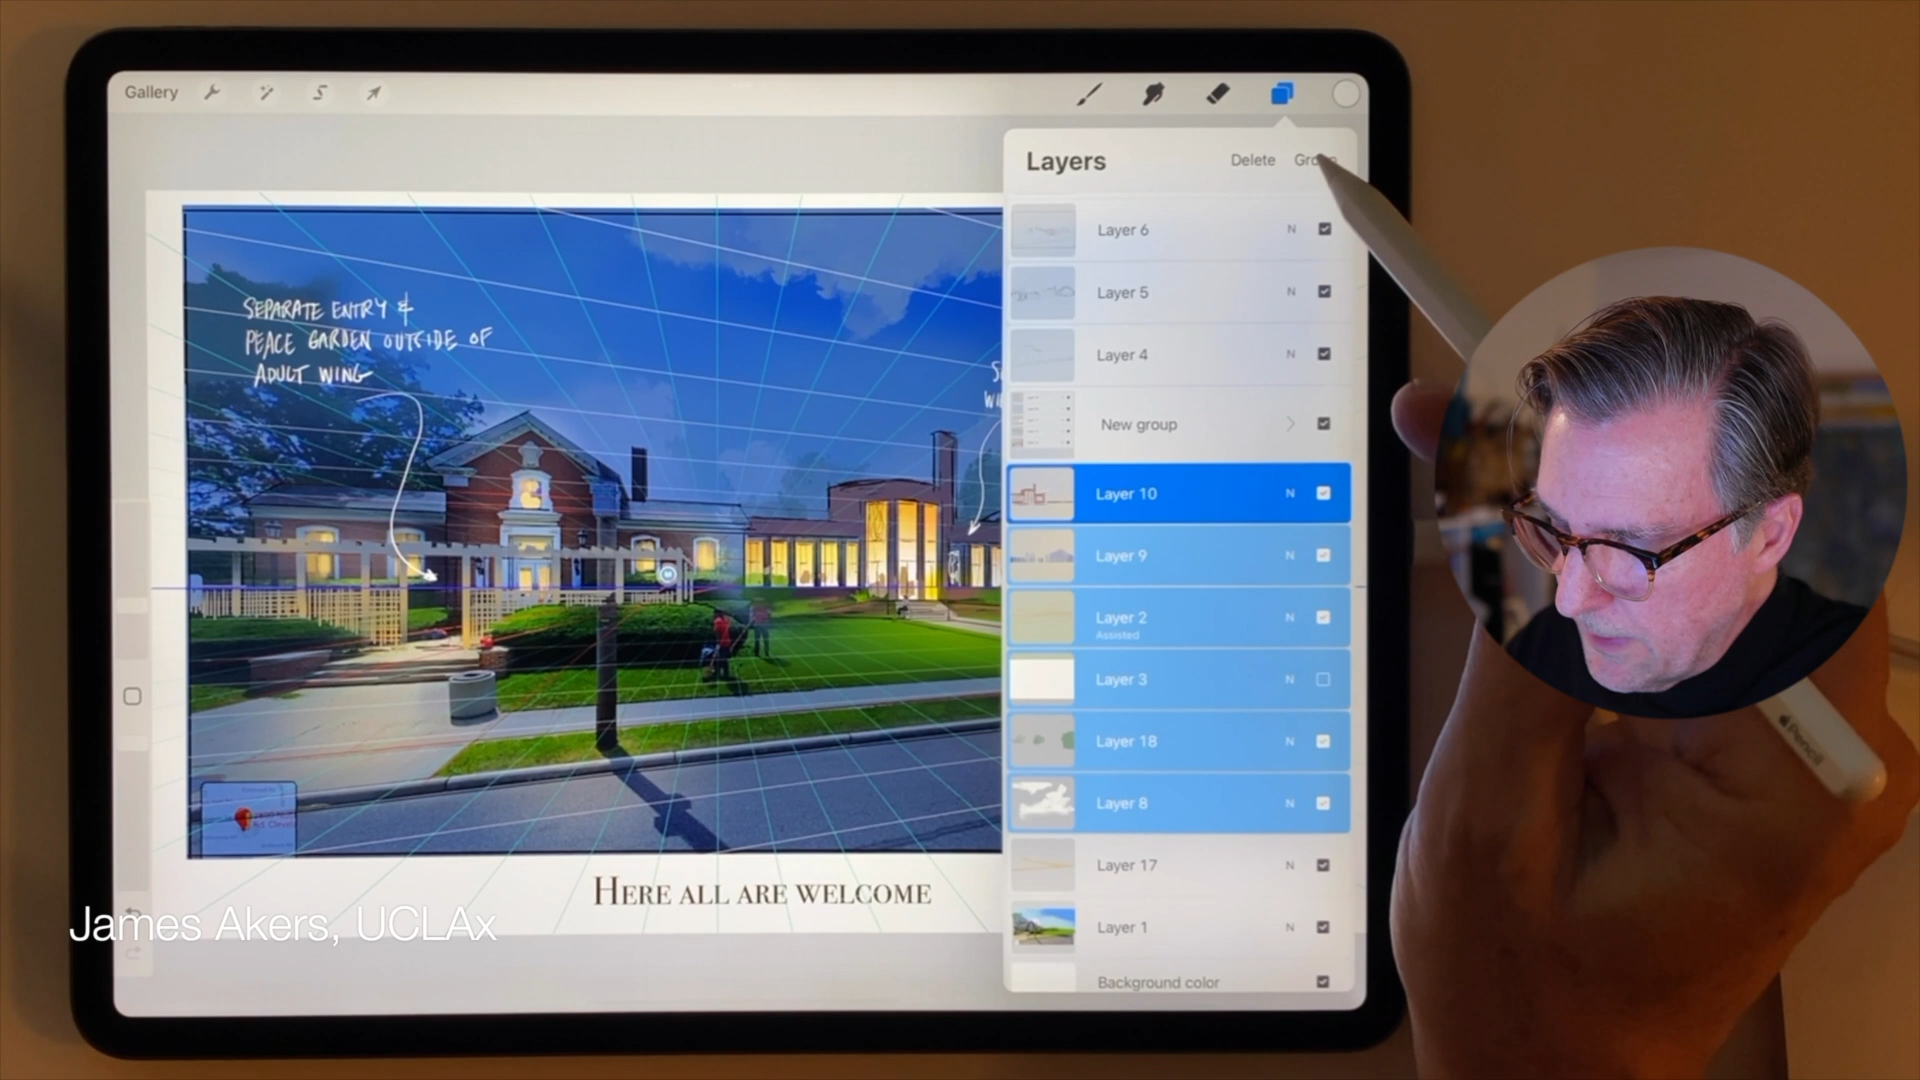 Gallery
Layers
Delete
Layer 6
N
Layer 5
N
Layer 4
N
New group
Layer 10
N
Layer 9
N
Layer 2
N
Assisted
Layer 3
N
Layer 18
N
Layer 8
N
Layer 17
N
Layer 1
N
Background color
SEPARATE ENTRY &
PEACE GARDEN OUTSIDE OF
ADULT WING
HERE ALL ARE WELCOME
James Akers, UCLAx
Pencil